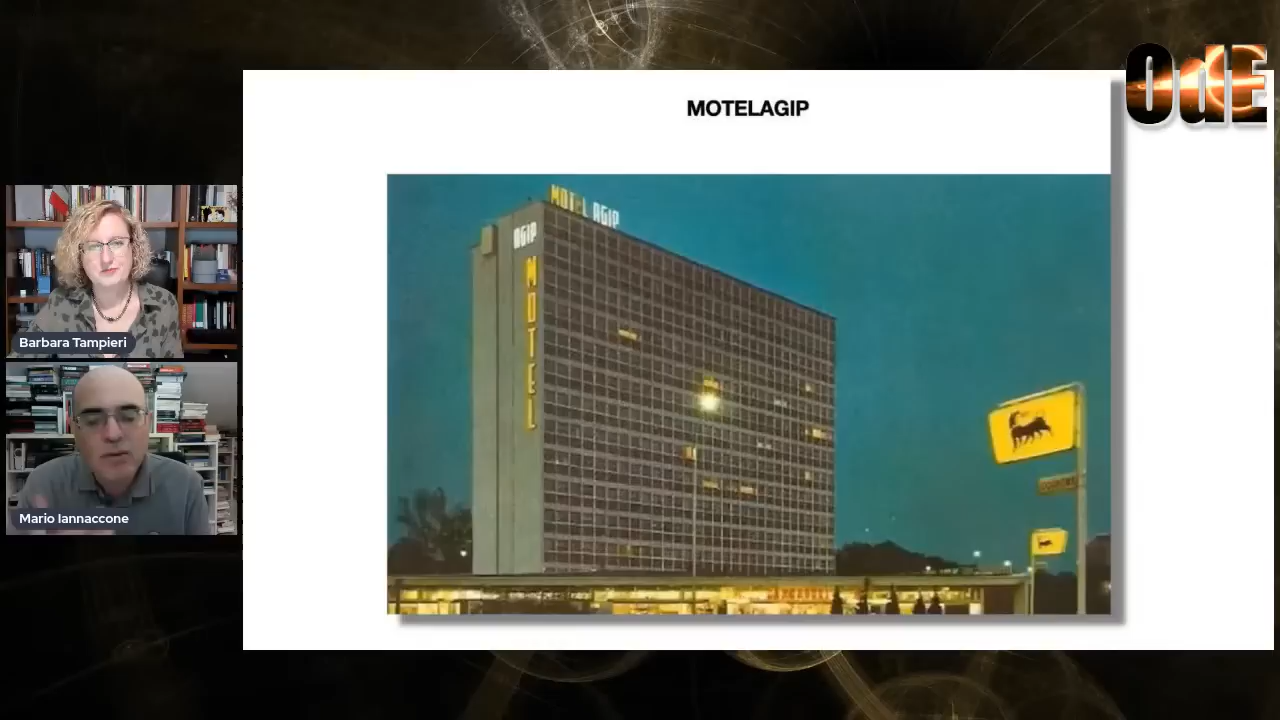 OdE
MOTELAGIP
MOTEL AGIP
AGIP
MOTEL
Barbara Tampieri
Mario Iannaccone